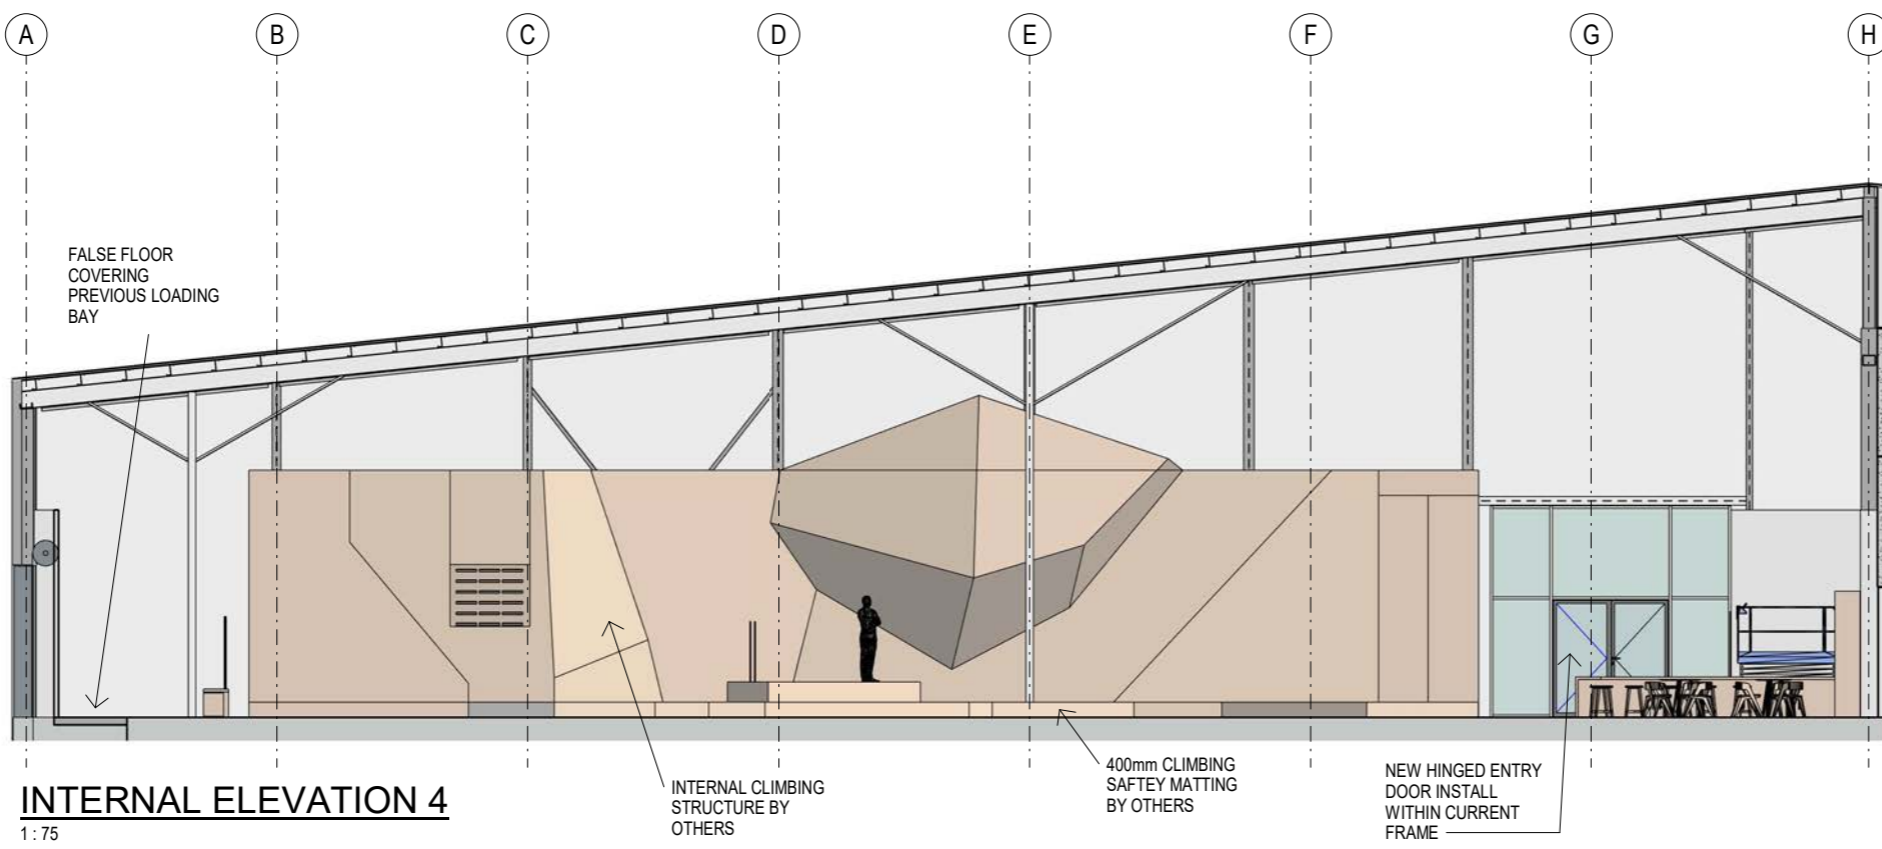 A B C D E F G H
FALSE FLOOR
COVERING
PREVIOUS LOADING
BAY
INTERNAL CLIMBING
STRUCTURE BY
OTHERS
400mm CLIMBING
SAFTEY MATTING
BY OTHERS
NEW HINGED ENTRY
DOOR INSTALL
WITHIN CURRENT
FRAME
INTERNAL ELEVATION 4
1 : 75